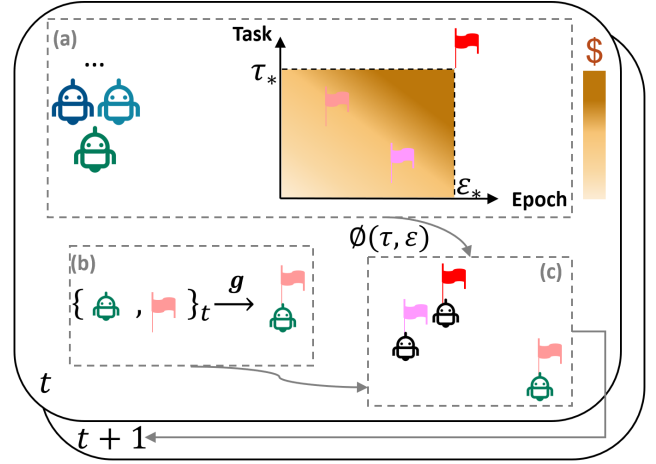 (a)
Task
$
...
τ*
ε*
Epoch
∅(τ, ε)
(b)
{ , }t g
(c)
t
t + 1